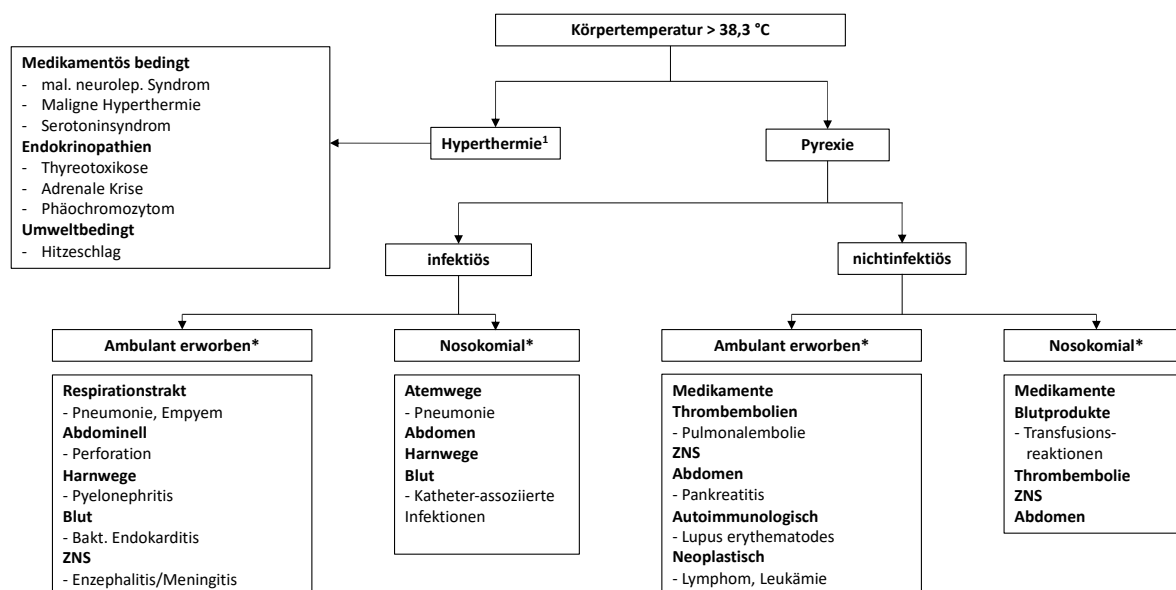 Körpertemperatur > 38,3 °C
Medikamentös bedingt
- mal. neurolep. Syndrom
- Maligne Hyperthermie
- Serotoninsyndrom
Endokrinopathien
- Thyreotoxikose
- Adrenale Krise
- Phäochromozytom
Umweltbedingt
- Hitzeschlag
Hyperthermie¹
Pyrexie
infektiös
nichtinfektiös
Ambulant erworben*
Respirationstrakt
- Pneumonie, Empyem
Abdominell
- Perforation
Harnwege
- Pyelonephritis
Blut
- Bakt. Endokarditis
ZNS
- Enzephalitis/Meningitis
Nosokomial*
Atemwege
- Pneumonie
Abdomen
Harnwege
Blut
- Katheter-assoziierte
Infektionen
Ambulant erworben*
Medikamente
Thrombembolien
- Pulmonalembolie
ZNS
Abdomen
- Pankreatitis
Autoimmunologisch
- Lupus erythematodes
Neoplastisch
- Lymphom, Leukämie
Nosokomial*
Medikamente
Blutprodukte
- Transfusions-
reaktionen
Thrombembolie
ZNS
Abdomen